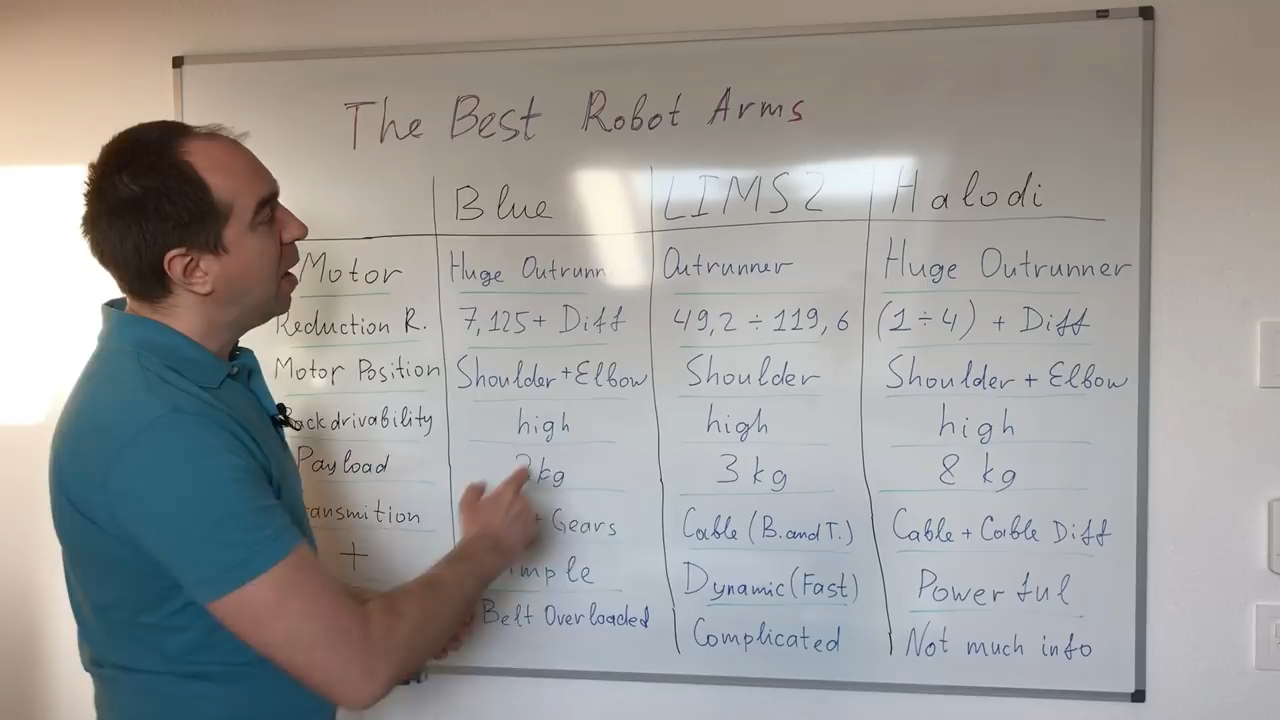 The Best Robot Arms
Blue LIMS2 Halodi
Motor Huge Outrunn Outrunner Huge Outrunner
Reduction R. 7,125+ Diff 49,2 ÷ 119,6 (1÷4) + Diff
Motor Position Shoulder+Elbow Shoulder Shoulder + Elbow
Backdrivability high high high
Payload kg 3 kg 8 kg
ansmition + Gears Cable (B. and T.) Cable + Cable Diff
+ imple Dynamic (Fast) Powerful
Belt Overloaded Complicated Not much info